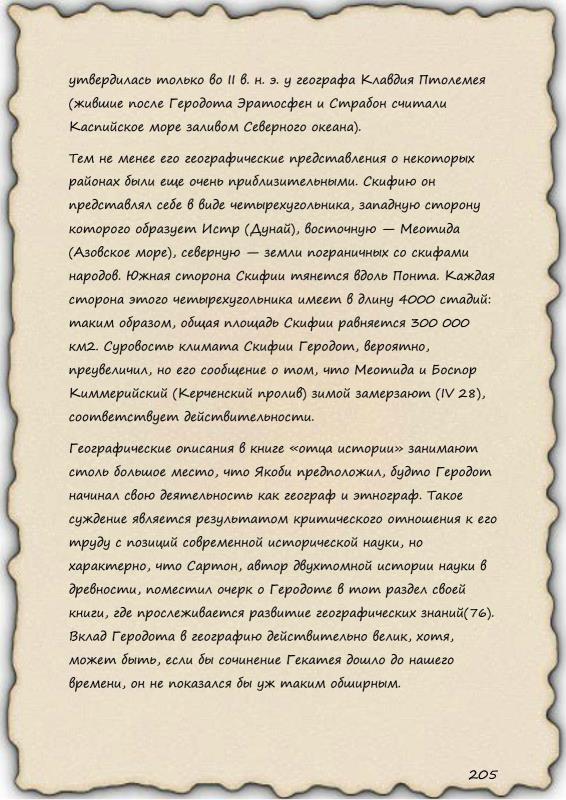 утвердилась только во II в. н. э. у географа Клавдия Птолемея
(жившие после Геродота Эратосфен и Страбон считали
Каспийское море заливом Северного океана).
Тем не менее его географические представления о некоторых
районах были еще очень приблизительными. Скифию он
представлял себе в виде четырехугольника, западную сторону
которого образует Истр (Дунай), восточную — Меотида
(Азовское море), северную — земли пограничных со скифами
народов. Южная сторона Скифии тянется вдоль Понта. Каждая
сторона этого четырехугольника имеет в длину 4000 стадий:
таким образом, общая площадь Скифии равняется 300 000
км2. Суровость климата Скифии Геродот, вероятно,
преувеличил, но его сообщение о том, что Меотида и Боспор
Киммерийский (Керченский пролив) зимой замерзают (IV 28),
соответствует действительности.
Географические описания в книге «отца истории» занимают
столь большое место, что Якоби предположил, будто Геродот
начинал свою деятельность как географ и этнограф. Такое
суждение является результатом критического отношения к его
труду с позиций современной исторической науки, но
характерно, что Сартон, автор двухтомной истории науки в
древности, поместил очерк о Геродоте в тот раздел своей
книги, где прослеживается развитие географических знаний(76).
Вклад Геродота в географию действительно велик, хотя,
может быть, если бы сочинение Гекатея дошло до нашего
времени, он не показался бы уж таким обширным.
205